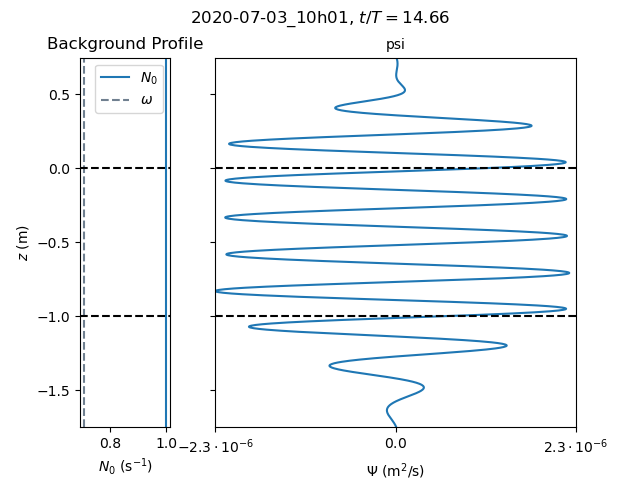 2020-07-03_10h01, t/T = 14.66
Background Profile
psi
N₀
ω
0.5
0.0
−0.5
−1.0
−1.5
z (m)
0.8
1.0
−2.3 · 10⁻⁶
0.0
2.3 · 10⁻⁶
N₀ (s⁻¹)
Ψ (m²/s)